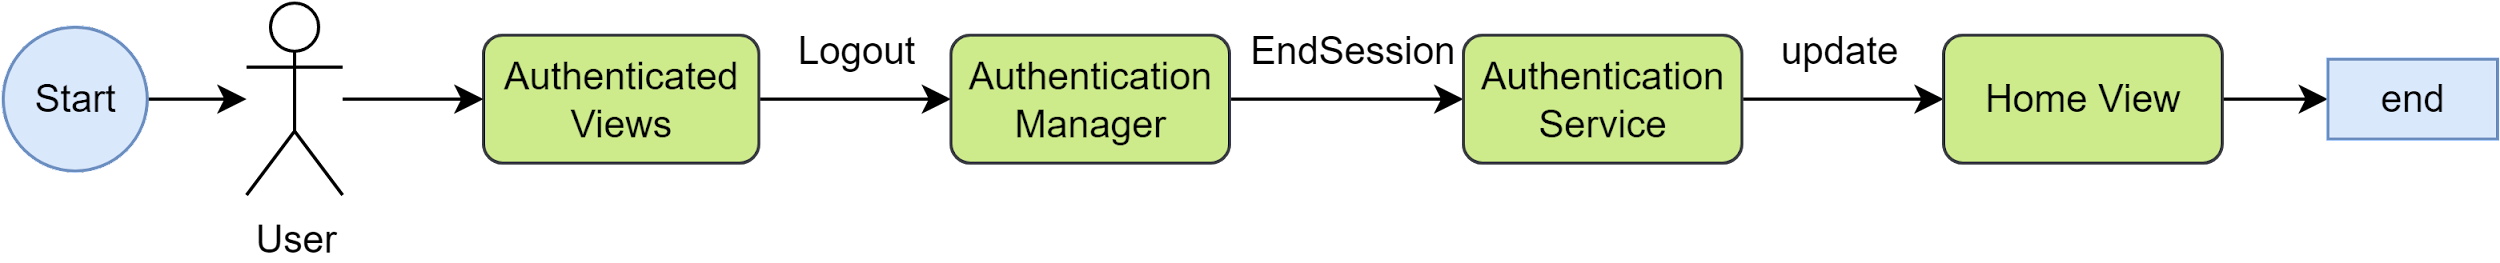 Start
User
Authenticated
Views
Logout
Authentication
Manager
EndSession
Authentication
Service
update
Home View
end